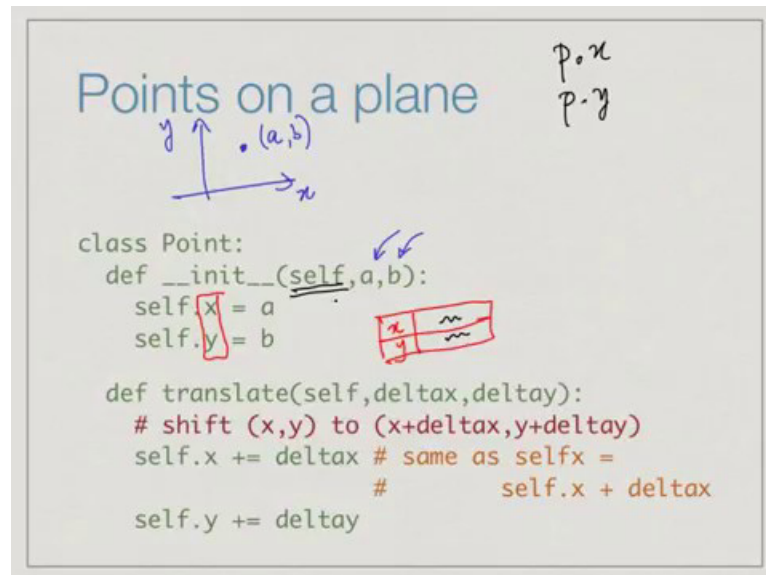 Points on a plane
p.x
p.y
y
(a,b)
x
class Point:
def __init__(self,a,b):
self.x = a
self.y = b
x
y
def translate(self,deltax,deltay):
# shift (x,y) to (x+deltax,y+deltay)
self.x += deltax # same as selfx =
# self.x + deltax
self.y += deltay